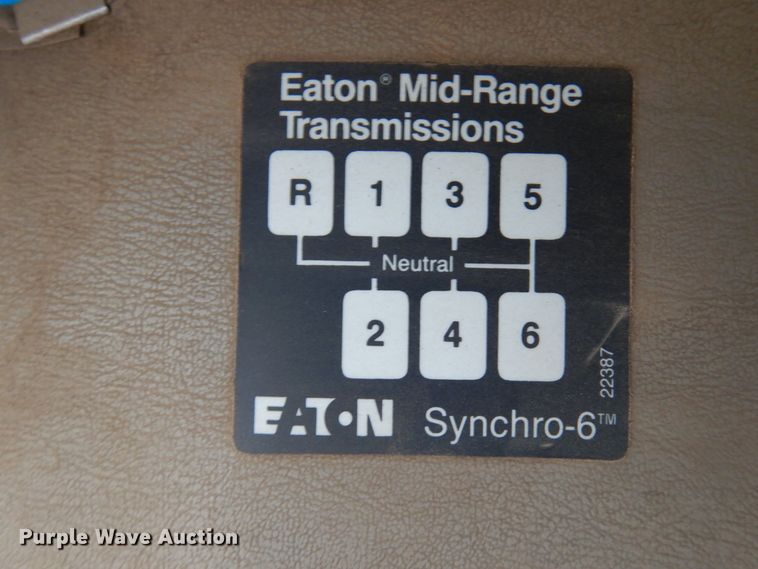 Eaton® Mid-Range
Transmissions
R 1 3 5
Neutral
2 4 6
22387
EATON Synchro-6™
Purple Wave Auction